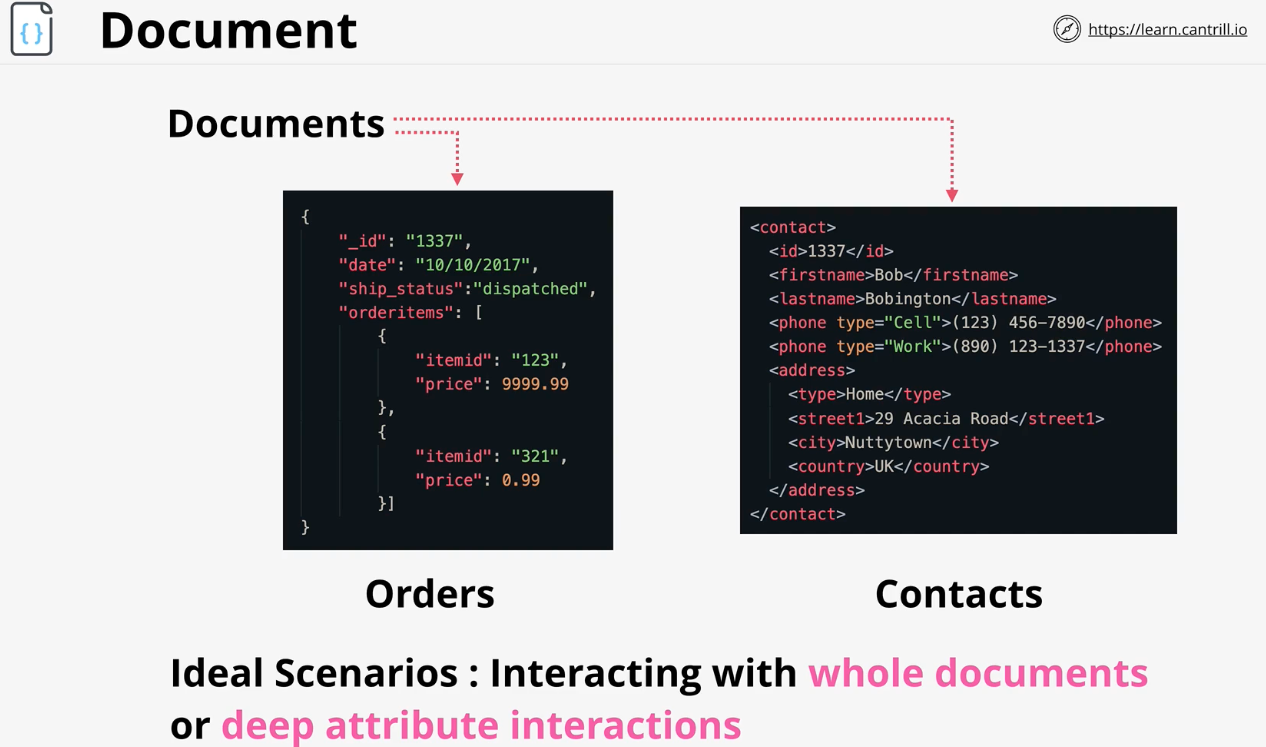 { }
Document
https://learn.cantrill.io
Documents
{
    "_id": "1337",
    "date": "10/10/2017",
    "ship_status":"dispatched",
    "orderitems": [
        {
            "itemid": "123",
            "price": 9999.99
        },
        {
            "itemid": "321",
            "price": 0.99
        }]
}
<contact>
  <id>1337</id>
  <firstname>Bob</firstname>
  <lastname>Bobington</lastname>
  <phone type="Cell">(123) 456-7890</phone>
  <phone type="Work">(890) 123-1337</phone>
  <address>
    <type>Home</type>
    <street1>29 Acacia Road</street1>
    <city>Nuttytown</city>
    <country>UK</country>
  </address>
</contact>
Orders
Contacts
Ideal Scenarios : Interacting with whole documents
or deep attribute interactions